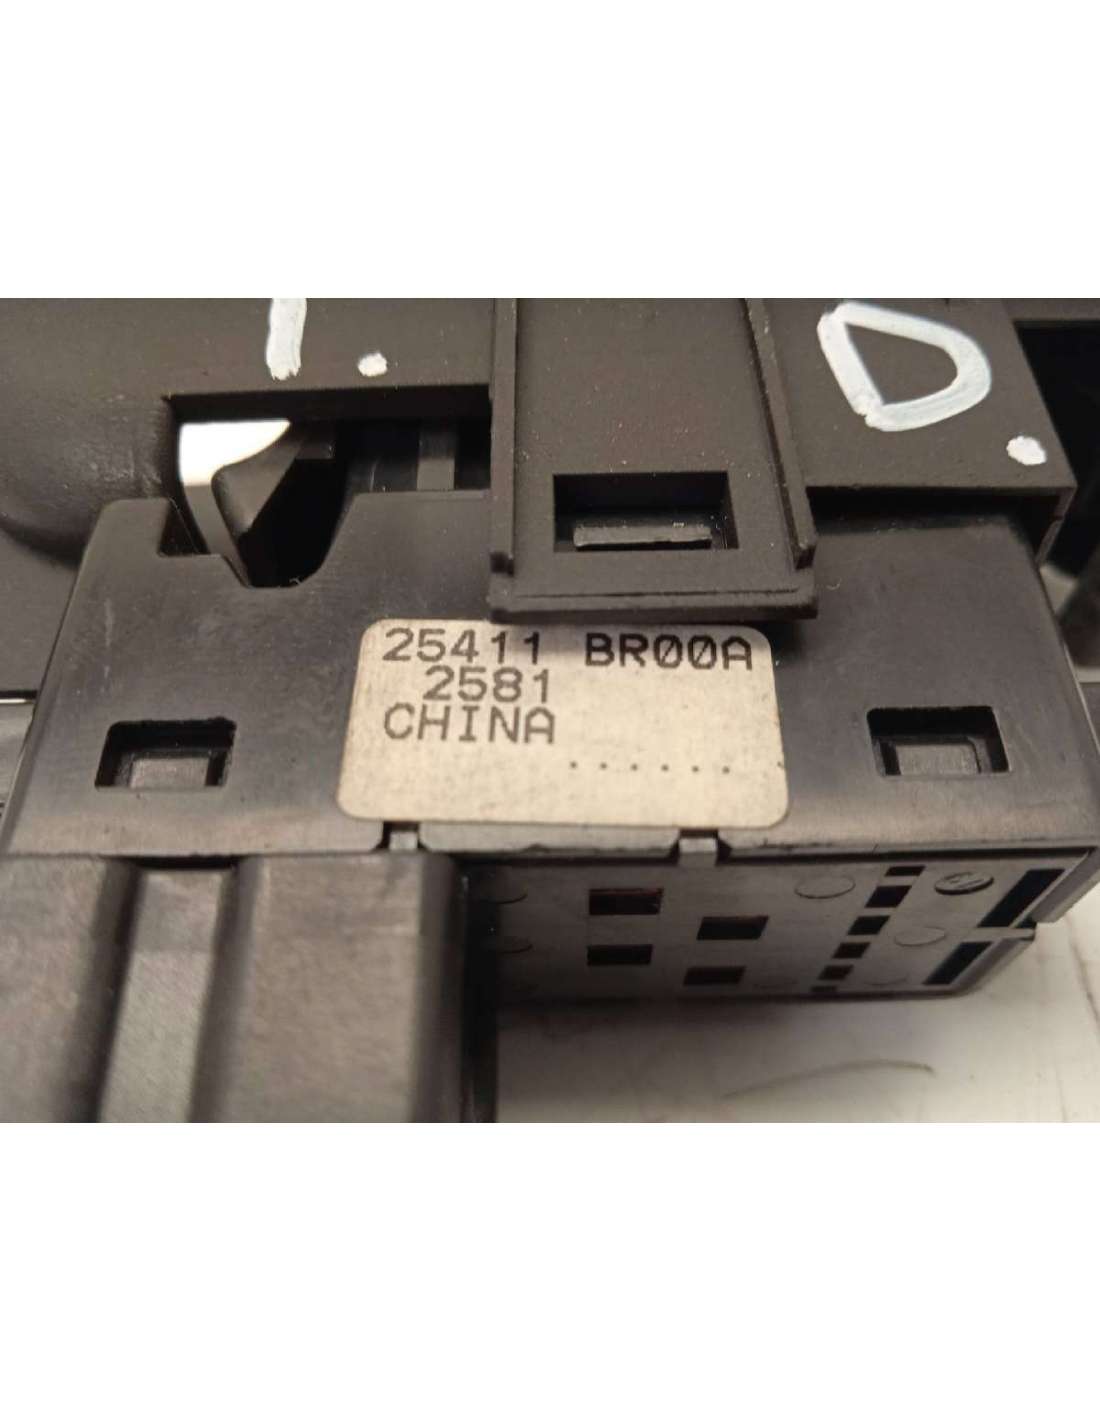 I. D.
25411 BR00A
2581
CHINA
......